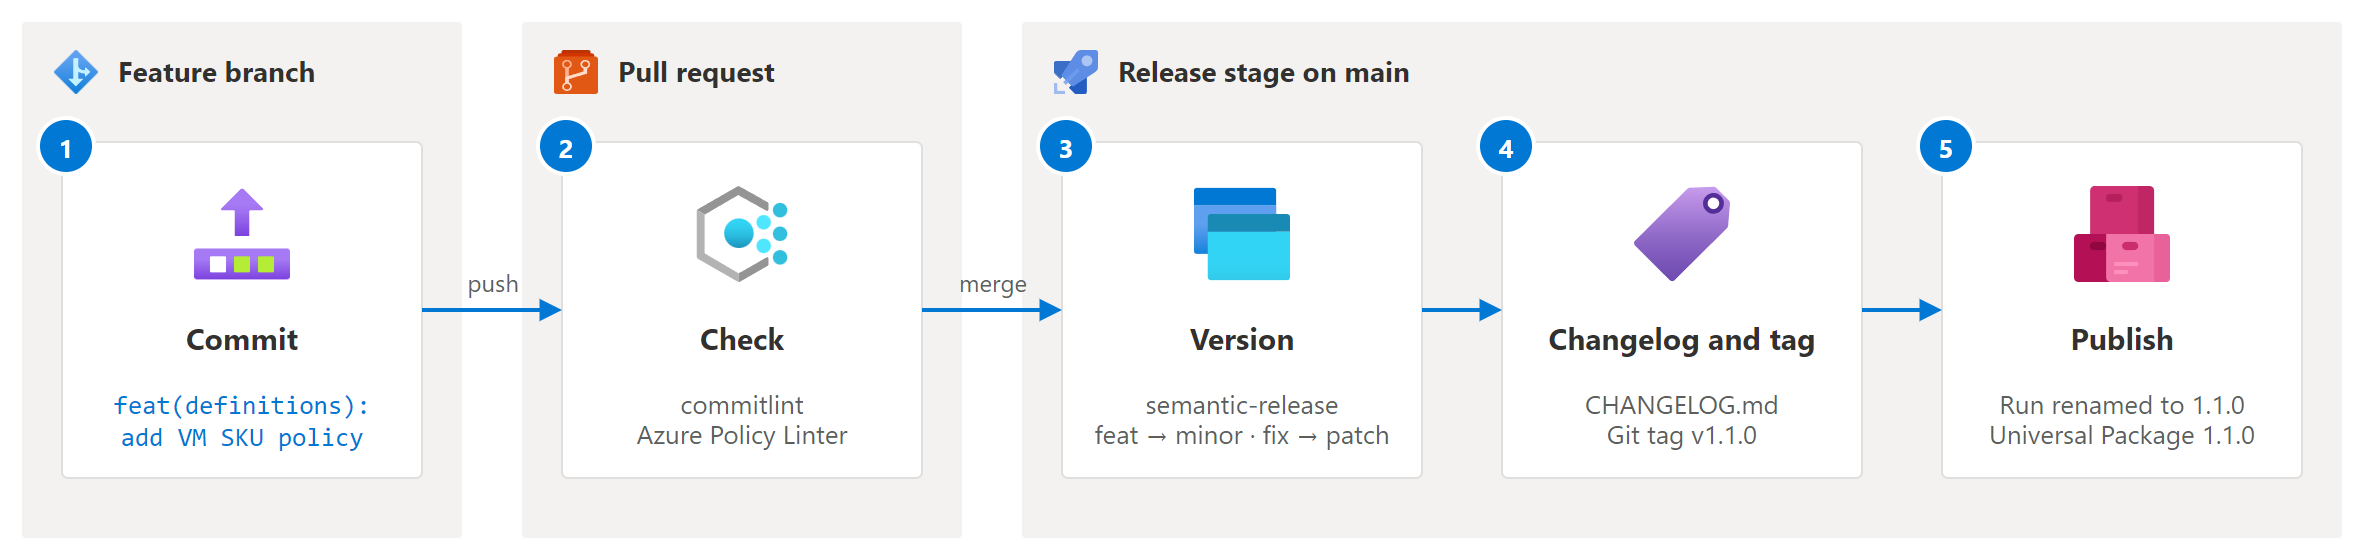 Feature branch
1
Commit
feat(definitions):
add VM SKU policy
push
Pull request
2
Check
commitlint
Azure Policy Linter
merge
Release stage on main
3
Version
semantic-release
feat → minor · fix → patch
4
Changelog and tag
CHANGELOG.md
Git tag v1.1.0
5
Publish
Run renamed to 1.1.0
Universal Package 1.1.0